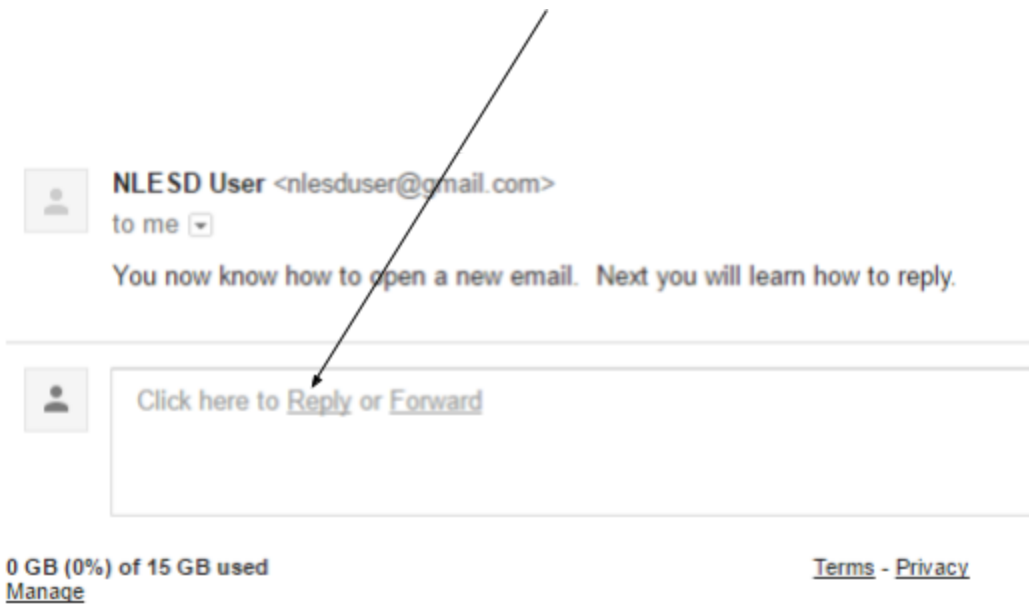 NLESD User <nlesduser@gmail.com>
to me
You now know how to open a new email.  Next you will learn how to reply.
Click here to Reply or Forward
0 GB (0%) of 15 GB used
Manage
Terms - Privacy